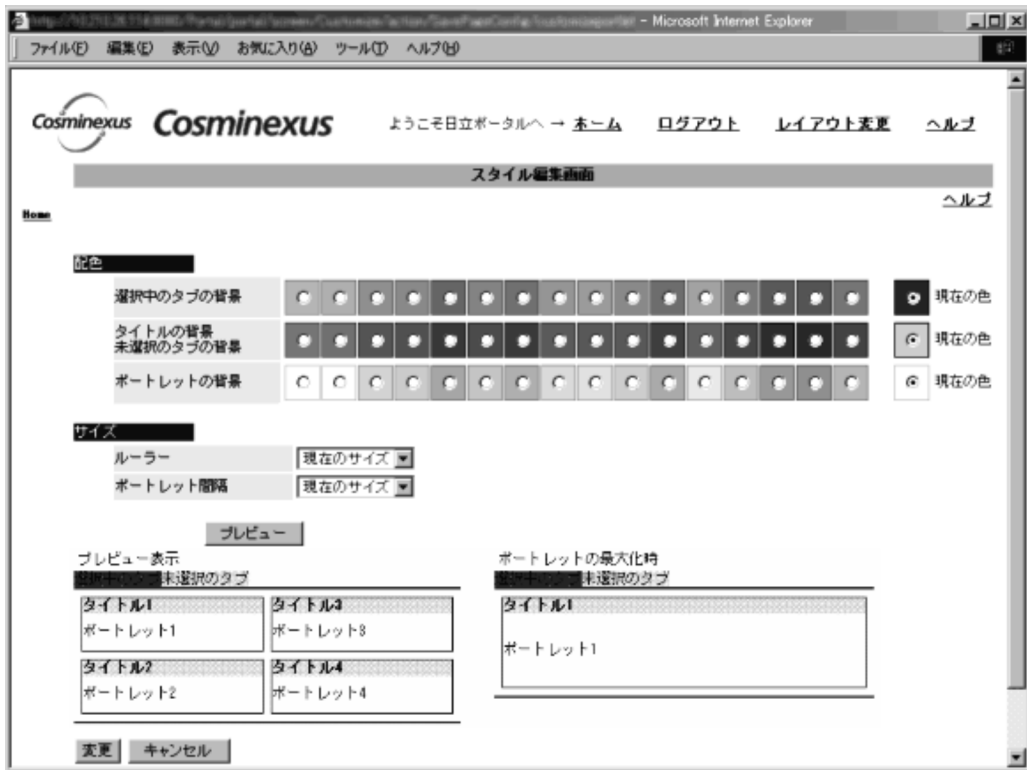 - Microsoft Internet Explorer
ファイル(F) 編集(E) 表示(V) お気に入り(A) ツール(T) ヘルプ(H)
Cosminexus Cosminexus ようこそ日立ポータルへ → ホーム ログアウト レイアウト変更 ヘルプ
スタイル編集画面
ヘルプ
Home
配色
選択中のタブの背景 現在の色
タイトルの背景
未選択のタブの背景 現在の色
ポートレットの背景 現在の色
サイズ
ルーラー 現在のサイズ
ポートレット間隔 現在のサイズ
プレビュー
プレビュー表示 ポートレットの最大化時
選択中のタブ未選択のタブ 選択中のタブ未選択のタブ
タイトル1 タイトル3 タイトル1
ポートレット1 ポートレット3
ポートレット1
タイトル2 タイトル4
ポートレット2 ポートレット4
変更 キャンセル